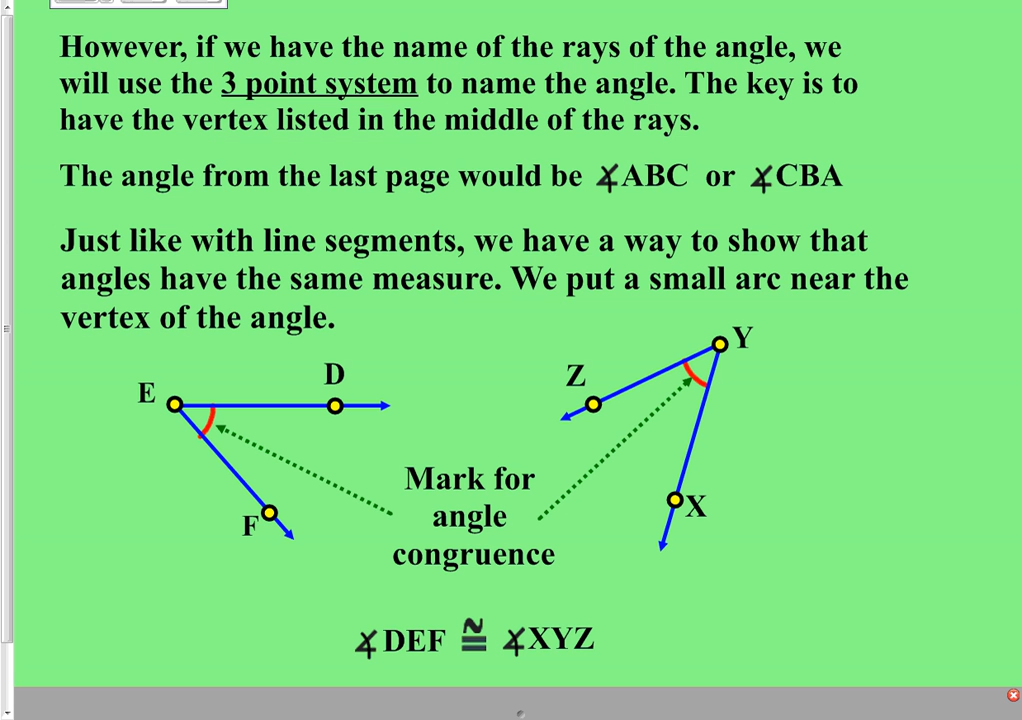 However, if we have the name of the rays of the angle, we
will use the 3 point system to name the angle. The key is to
have the vertex listed in the middle of the rays.
The angle from the last page would be ∡ABC or ∡CBA
Just like with line segments, we have a way to show that
angles have the same measure. We put a small arc near the
vertex of the angle.
Y
D
Z
E
Mark for
angle
congruence
X
F
∡DEF ≅ ∡XYZ